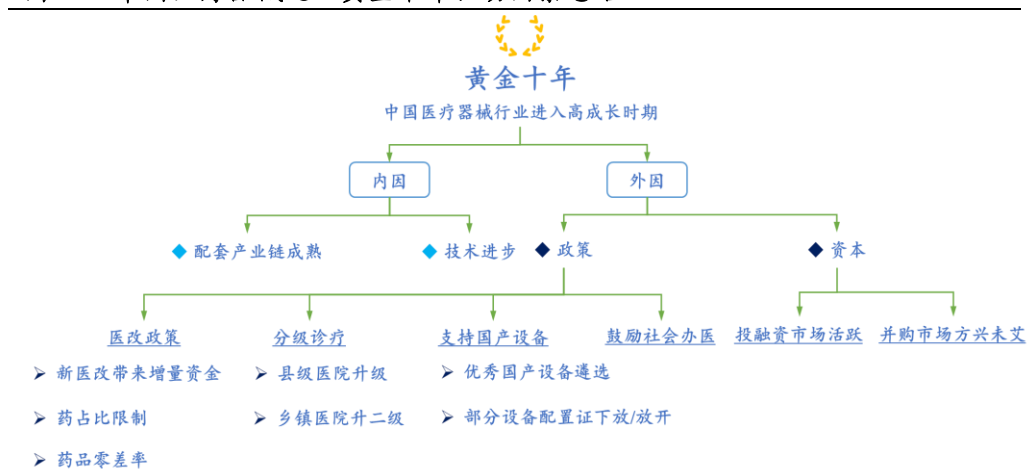 黄金十年
中国医疗器械行业进入高成长时期
内因 外因
配套产业链成熟 技术进步 政策 资本
医改政策 分级诊疗 支持国产设备 鼓励社会办医 投融资市场活跃 并购市场方兴未艾
新医改带来增量资金 县级医院升级 优秀国产设备遴选
药占比限制 乡镇医院升二级 部分设备配置证下放/放开
药品零差率